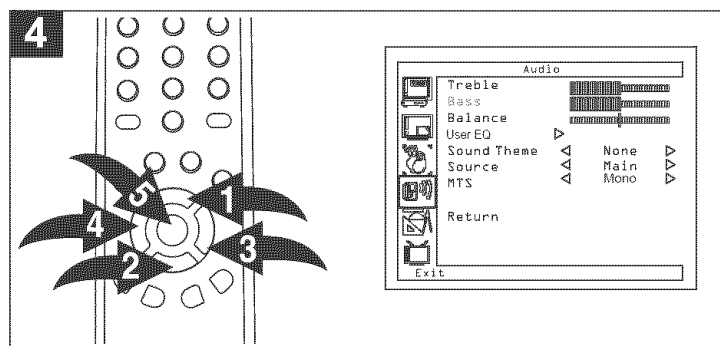 4
5
1
4
3
2
Audio
Treble
Bass
Balance
User EQ
Sound Theme None
Source Main
MTS Mono
Return
Exit